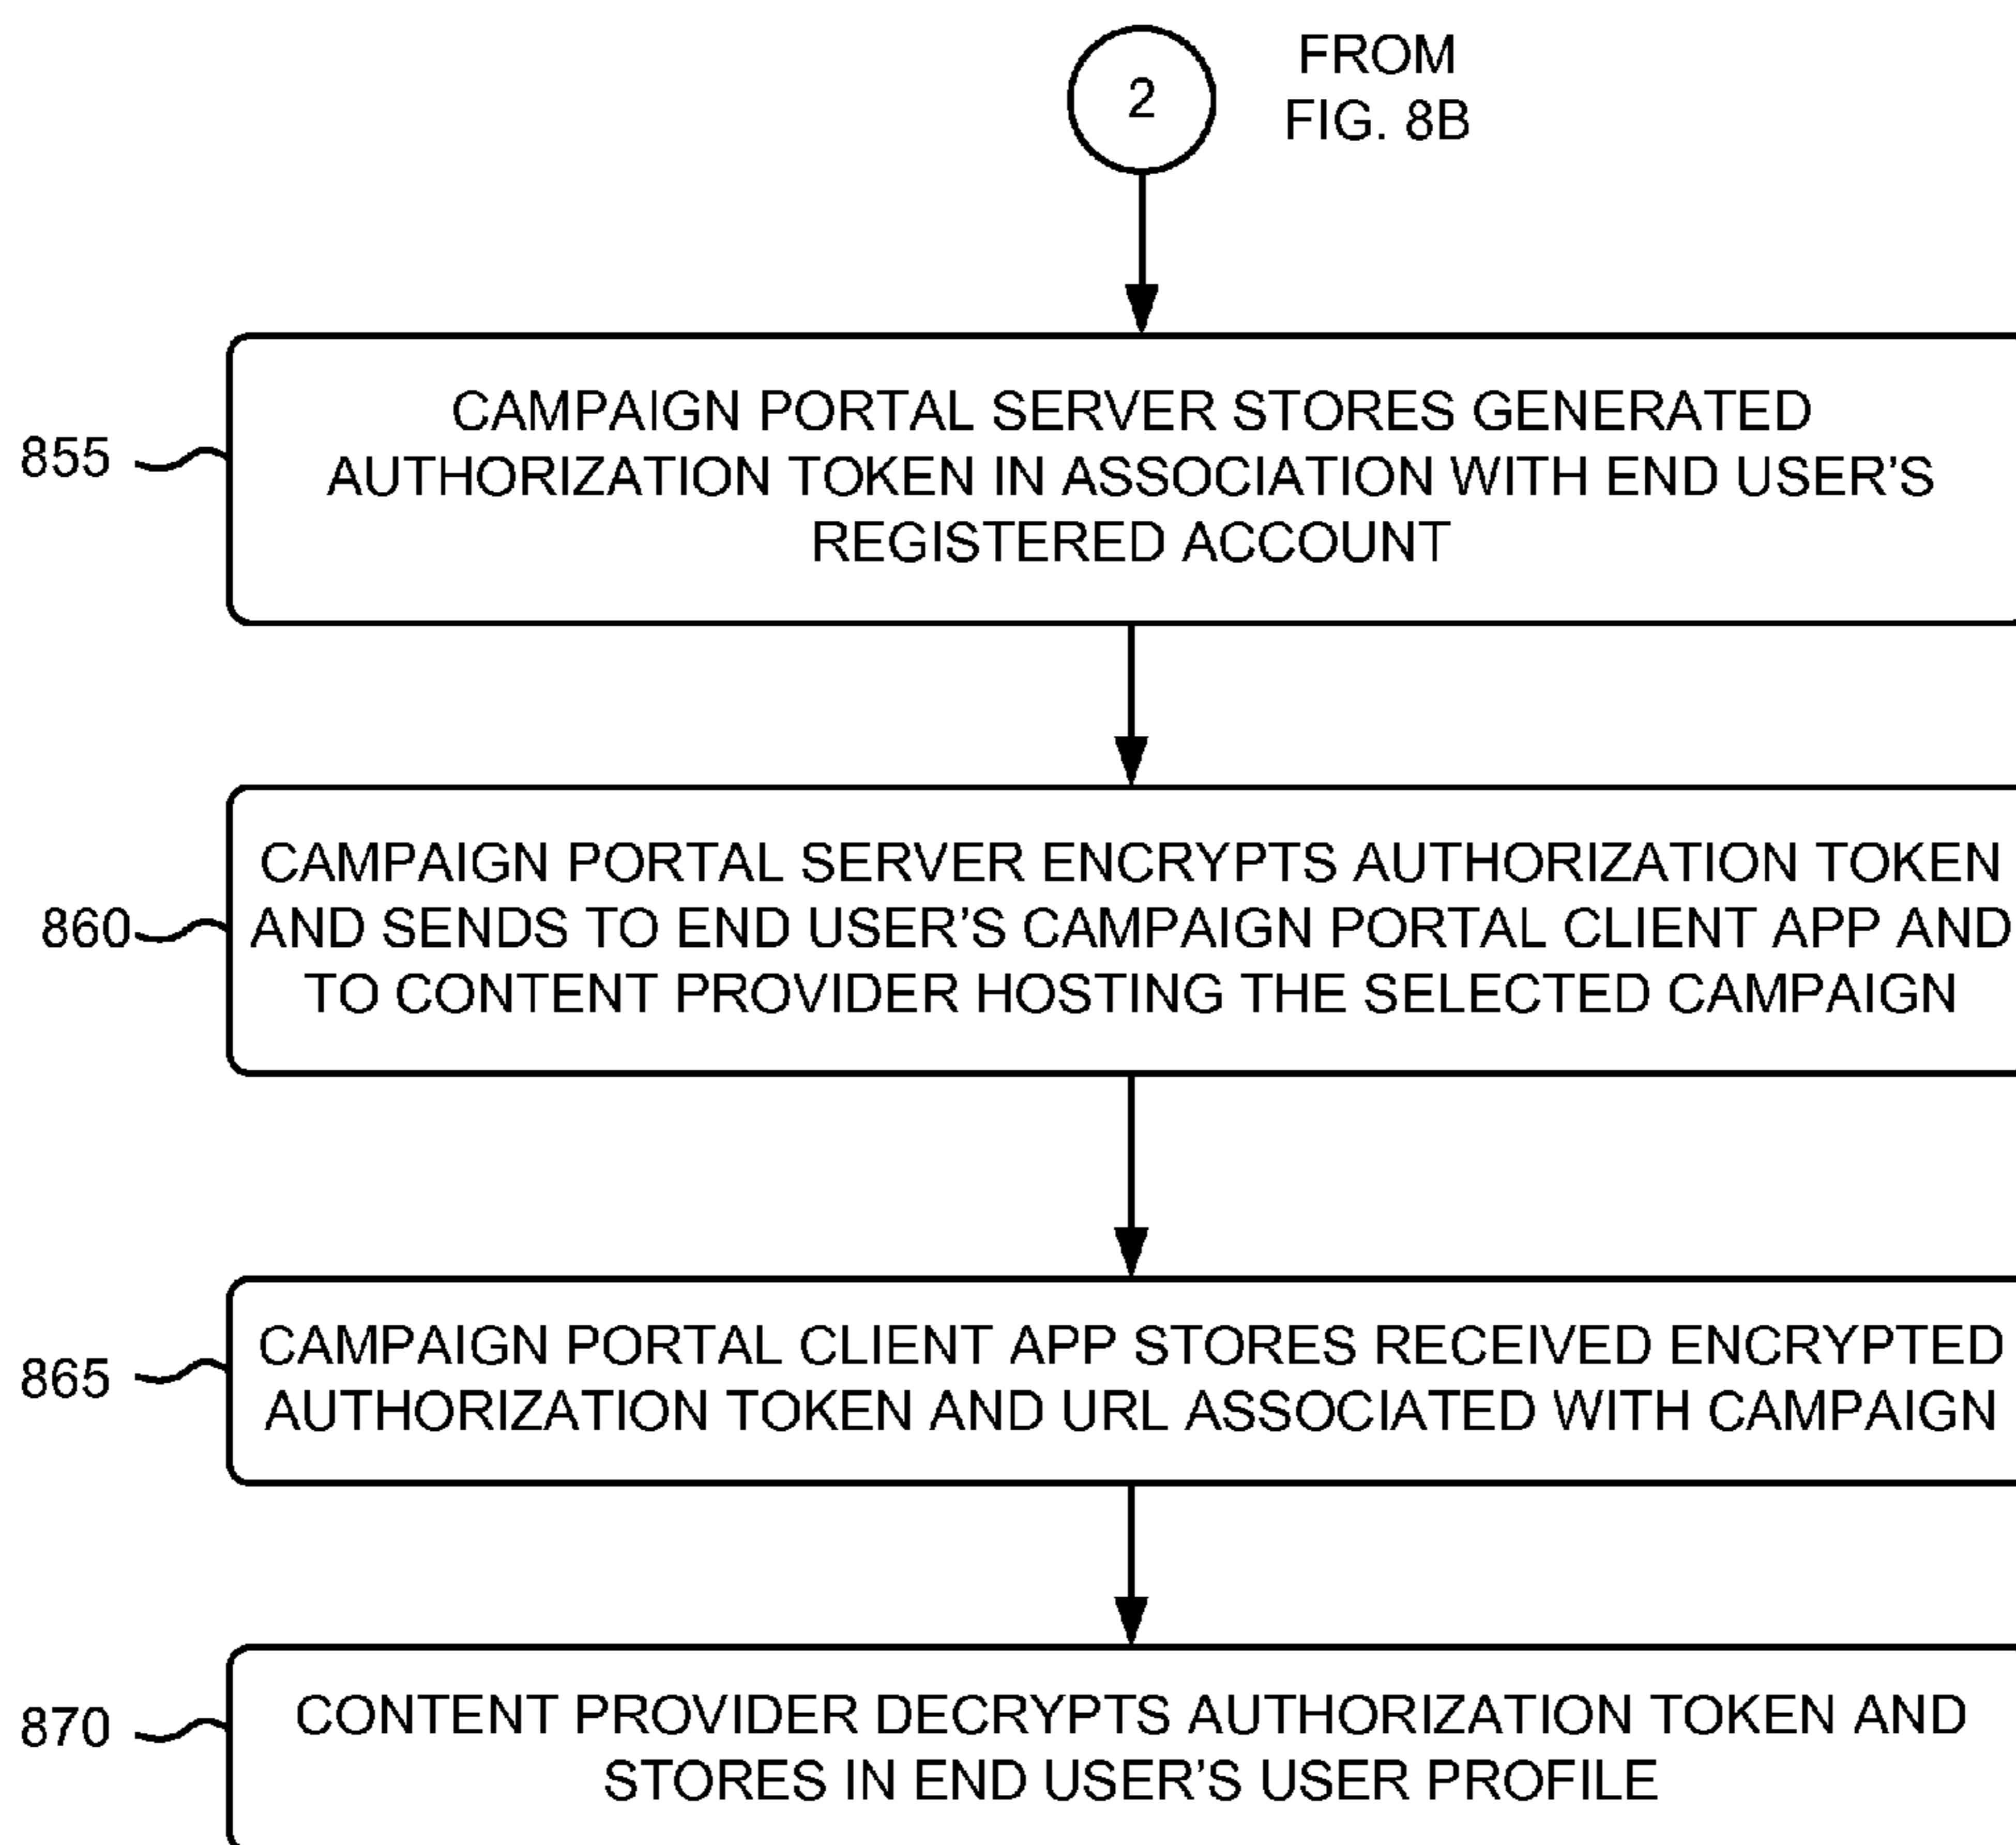 2
FROM
FIG. 8B
855
CAMPAIGN PORTAL SERVER STORES GENERATED
AUTHORIZATION TOKEN IN ASSOCIATION WITH END USER'S
REGISTERED ACCOUNT
860
CAMPAIGN PORTAL SERVER ENCRYPTS AUTHORIZATION TOKEN
AND SENDS TO END USER'S CAMPAIGN PORTAL CLIENT APP AND
TO CONTENT PROVIDER HOSTING THE SELECTED CAMPAIGN
865
CAMPAIGN PORTAL CLIENT APP STORES RECEIVED ENCRYPTED
AUTHORIZATION TOKEN AND URL ASSOCIATED WITH CAMPAIGN
870
CONTENT PROVIDER DECRYPTS AUTHORIZATION TOKEN AND
STORES IN END USER'S USER PROFILE